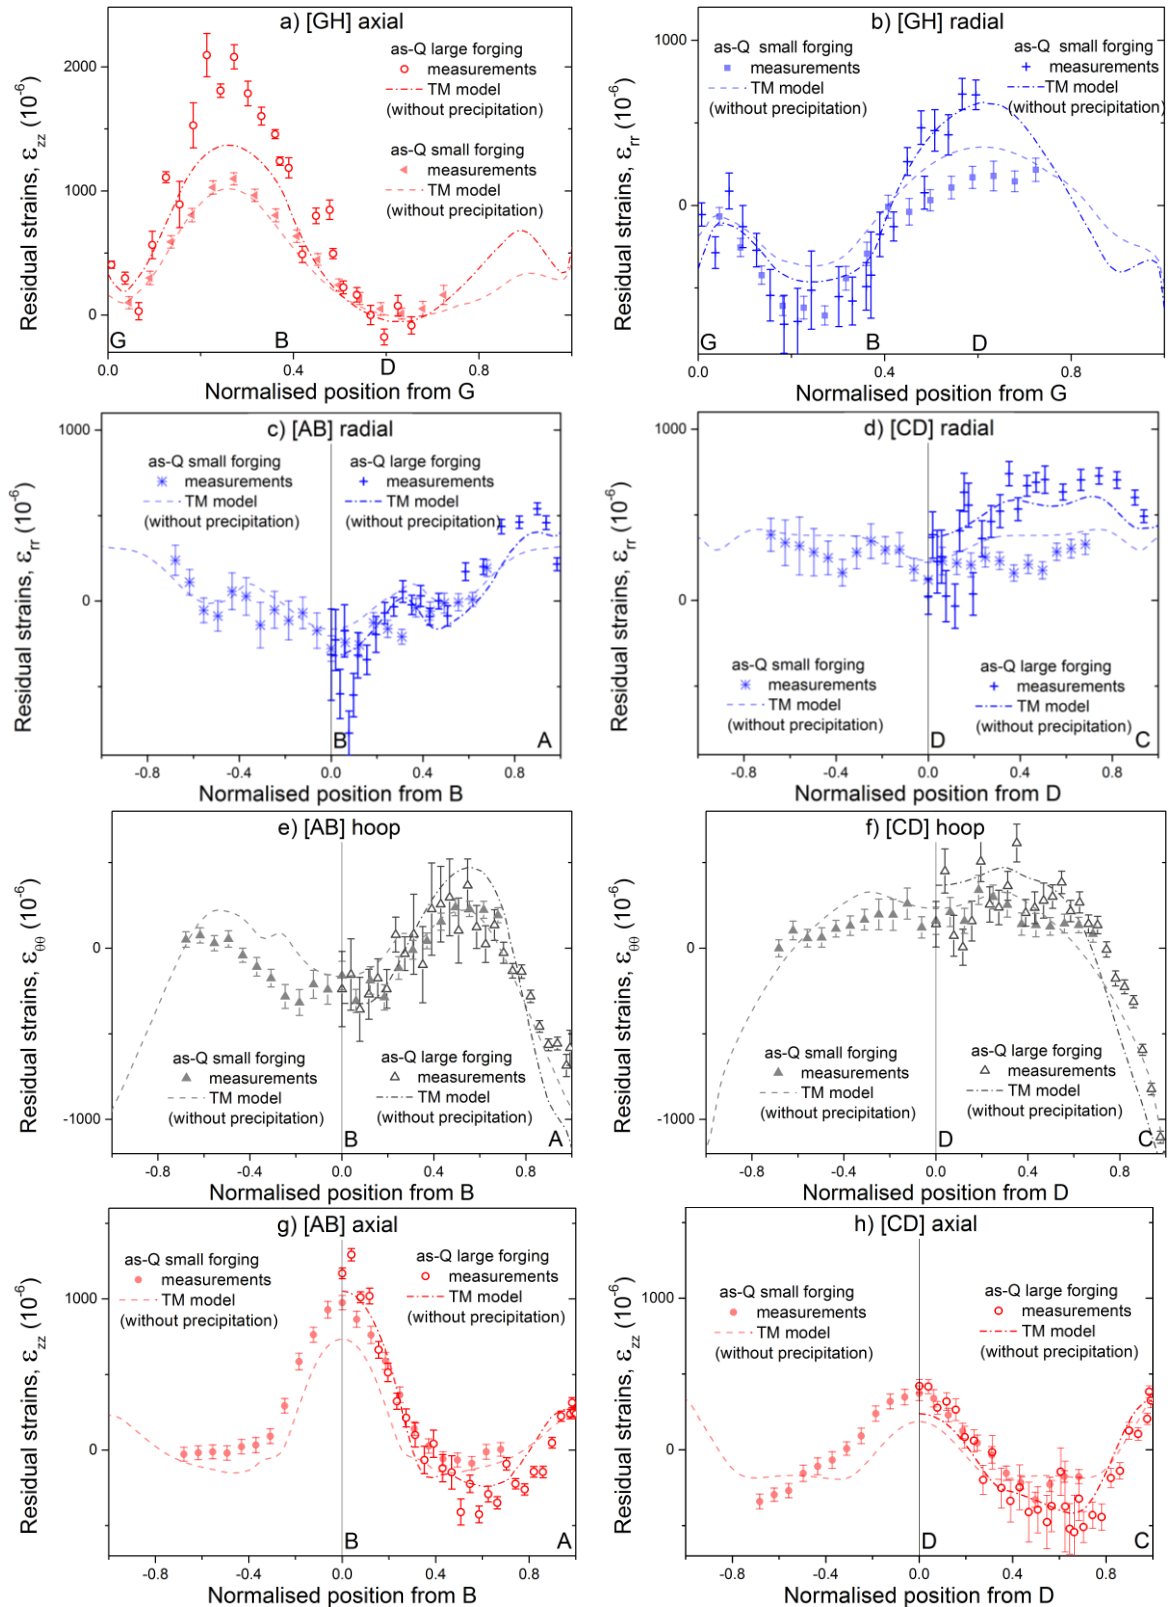 a) [GH] axial
as-Q large forging
measurements
TM model
(without precipitation)
as-Q small forging
measurements
TM model
(without precipitation)
Residual strains, εzz (10⁻⁶)
2000
1000
0
G
B
D
0.0
0.4
0.8
Normalised position from G
b) [GH] radial
as-Q small forging
measurements
TM model
(without precipitation)
as-Q small forging
measurements
TM model
(without precipitation)
Residual strains, εrr (10⁻⁶)
1000
0
G
B
D
0.0
0.4
0.8
Normalised position from G
c) [AB] radial
as-Q small forging
measurements
TM model
(without precipitation)
as-Q large forging
measurements
TM model
(without precipitation)
Residual strains, εrr (10⁻⁶)
1000
0
B
A
-0.8
-0.4
0.0
0.4
0.8
Normalised position from B
d) [CD] radial
as-Q small forging
measurements
TM model
(without precipitation)
as-Q large forging
measurements
TM model
(without precipitation)
Residual strains, εrr (10⁻⁶)
1000
0
D
C
-0.8
-0.4
0.0
0.4
0.8
Normalised position from D
e) [AB] hoop
as-Q small forging
measurements
TM model
(without precipitation)
as-Q large forging
measurements
TM model
(without precipitation)
Residual strains, εθθ (10⁻⁶)
0
-1000
B
A
-0.8
-0.4
0.0
0.4
0.8
Normalised position from B
f) [CD] hoop
as-Q small forging
measurements
TM model
(without precipitation)
as-Q large forging
measurements
TM model
(without precipitation)
Residual strains, εθθ (10⁻⁶)
0
-1000
D
C
-0.8
-0.4
0.0
0.4
0.8
Normalised position from D
g) [AB] axial
as-Q small forging
measurements
TM model
(without precipitation)
as-Q large forging
measurements
TM model
(without precipitation)
Residual strains, εzz (10⁻⁶)
1000
0
B
A
-0.8
-0.4
0.0
0.4
0.8
Normalised position from B
h) [CD] axial
as-Q small forging
measurements
TM model
(without precipitation)
as-Q large forging
measurements
TM model
(without precipitation)
Residual strains, εzz (10⁻⁶)
1000
0
D
C
-0.8
-0.4
0.0
0.4
0.8
Normalised position from D